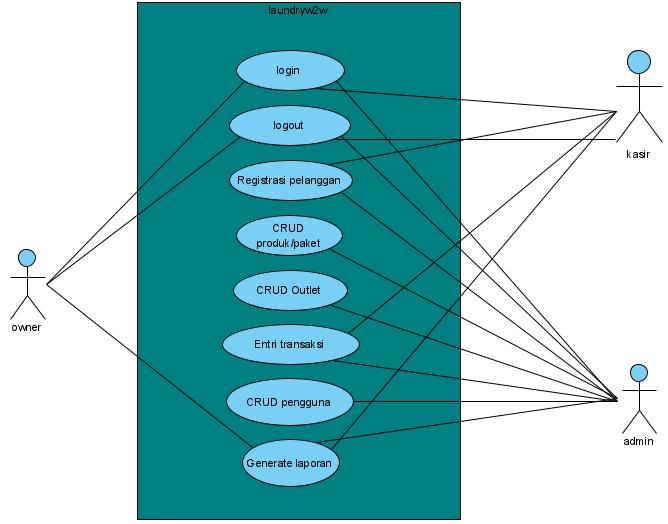 laundryw2w
login
logout
Registrasi pelanggan
CRUD
produk/paket
CRUD Outlet
Entri transaksi
CRUD pengguna
Generate laporan
owner
kasir
admin